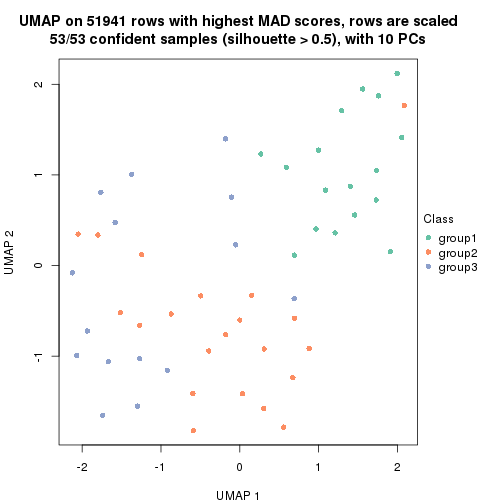 UMAP on 51941 rows with highest MAD scores, rows are scaled
53/53 confident samples (silhouette > 0.5), with 10 PCs
2
1
0
-1
UMAP 2
-2
-1
0
1
2
UMAP 1
Class
group1
group2
group3